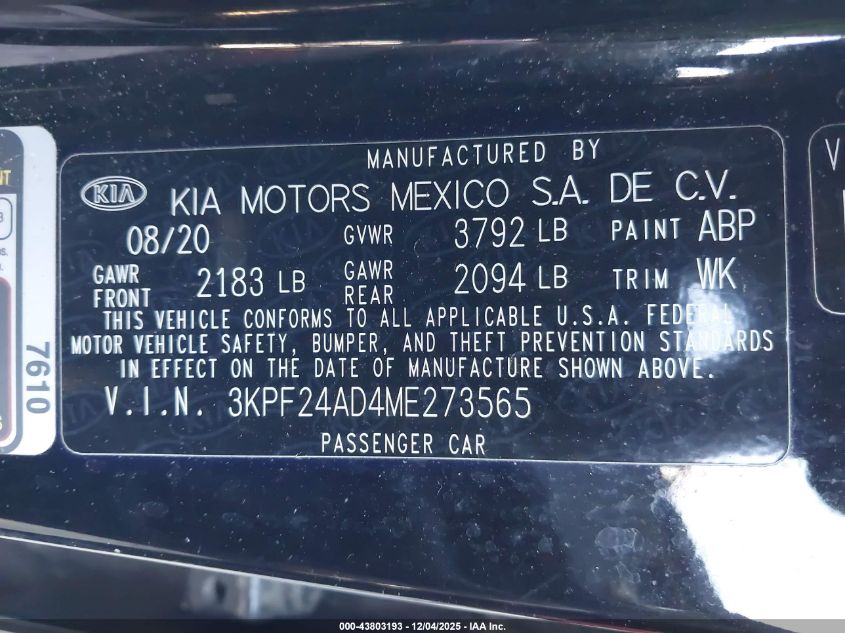 MANUFACTURED BY
KIA KIA MOTORS MEXICO S.A. DE C.V.
08/20 GVWR 3792 LB PAINT ABP
GAWR FRONT 2183 LB GAWR REAR 2094 LB TRIM WK
THIS VEHICLE CONFORMS TO ALL APPLICABLE U.S.A. FEDERAL
MOTOR VEHICLE SAFETY, BUMPER, AND THEFT PREVENTION STANDARDS
IN EFFECT ON THE DATE OF MANUFACTURE SHOWN ABOVE.
V.I.N. 3KPF24AD4ME273565
PASSENGER CAR
7610
V
000-43803193 - 12/04/2025 - IAA Inc.